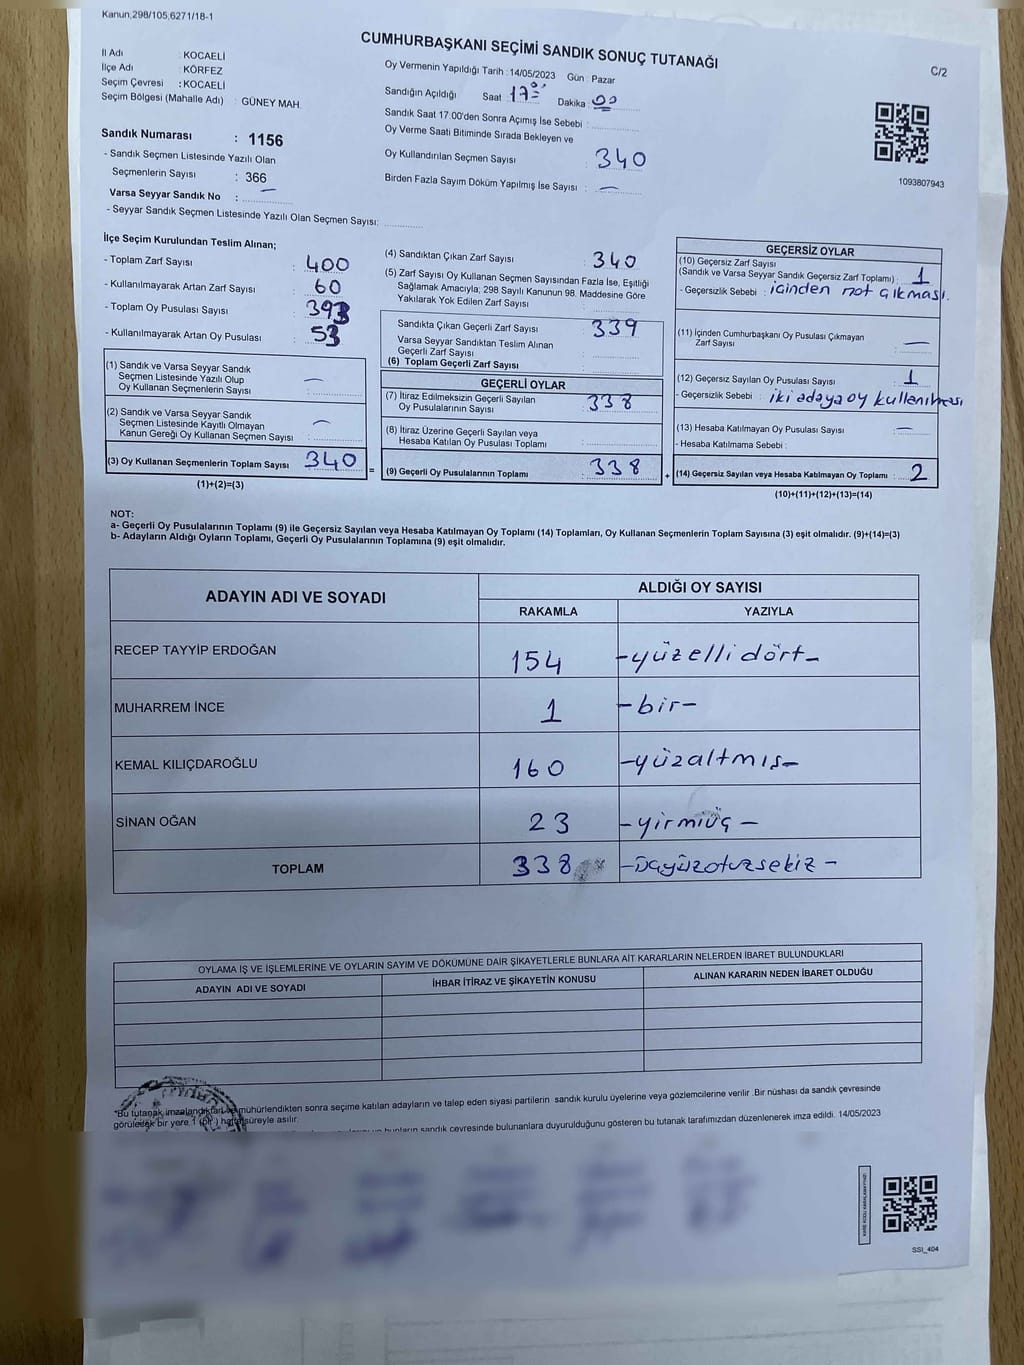 Kanun,298/105,6271/18-1
CUMHURBAŞKANI SEÇİMİ SANDIK SONUÇ TUTANAĞI
C/2
İl Adı : KOCAELİ
İlçe Adı : KÖRFEZ
Seçim Çevresi : KOCAELİ
Seçim Bölgesi (Mahalle Adı) : GÜNEY MAH.
Sandık Numarası : 1156
- Sandık Seçmen Listesinde Yazılı Olan
Seçmenlerin Sayısı : 366
Varsa Seyyar Sandık No : —
- Seyyar Sandık Seçmen Listesinde Yazılı Olan Seçmen Sayısı:
Oy Vermenin Yapıldığı Tarih : 14/05/2023 Gün : Pazar
Sandığın Açıldığı Saat 17:00 Dakika : 00
Sandık Saat 17.00'den Sonra Açımış İse Sebebi :
Oy Verme Saati Bitiminde Sırada Bekleyen ve
Oy Kullandırılan Seçmen Sayısı : 340
Birden Fazla Sayım Döküm Yapılmış İse Sayısı : —
1093807943
İlçe Seçim Kurulundan Teslim Alınan;
- Toplam Zarf Sayısı : 400
- Kullanılmayarak Artan Zarf Sayısı : 60
- Toplam Oy Pusulası Sayısı : 393
- Kullanılmayarak Artan Oy Pusulası : 53
(1) Sandık ve Varsa Seyyar Sandık
Seçmen Listesinde Yazılı Olup
Oy Kullanan Seçmenlerin Sayısı : —
(2) Sandık ve Varsa Seyyar Sandık
Seçmen Listesinde Kayıtlı Olmayan
Kanun Gereği Oy Kullanan Seçmen Sayısı : —
(3) Oy Kullanan Seçmenlerin Toplam Sayısı : 340
(1)+(2)=(3)
=
(4) Sandıktan Çıkan Zarf Sayısı : 340
(5) Zarf Sayısı Oy Kullanan Seçmen Sayısından Fazla İse, Eşitliği
Sağlamak Amacıyla; 298 Sayılı Kanunun 98. Maddesine Göre
Yakılarak Yok Edilen Zarf Sayısı :
Sandıkta Çıkan Geçerli Zarf Sayısı : 339
Varsa Seyyar Sandıktan Teslim Alınan
Geçerli Zarf Sayısı :
(6) Toplam Geçerli Zarf Sayısı :
GEÇERLİ OYLAR
(7) İtiraz Edilmeksizin Geçerli Sayılan
Oy Pusulalarının Sayısı : 338
(8) İtiraz Üzerine Geçerli Sayılan veya
Hesaba Katılan Oy Pusulası Toplamı :
(9) Geçerli Oy Pusulalarının Toplamı : 338
+
GEÇERSİZ OYLAR
(10) Geçersiz Zarf Sayısı
(Sandık ve Varsa Seyyar Sandık Geçersiz Zarf Toplamı) : 1
- Geçersizlik Sebebi : içinden not çıkması.
(11) İçinden Cumhurbaşkanı Oy Pusulası Çıkmayan
Zarf Sayısı : —
(12) Geçersiz Sayılan Oy Pusulası Sayısı : 1
- Geçersizlik Sebebi : iki adaya oy kullanılması
(13) Hesaba Katılmayan Oy Pusulası Sayısı : —
- Hesaba Katılmama Sebebi :
(14) Geçersiz Sayılan veya Hesaba Katılmayan Oy Toplamı : 2
(10)+(11)+(12)+(13)=(14)
NOT:
a- Geçerli Oy Pusulalarının Toplamı (9) ile Geçersiz Sayılan veya Hesaba Katılmayan Oy Toplamı (14) Toplamları, Oy Kullanan Seçmenlerin Toplam Sayısına (3) eşit olmalıdır. (9)+(14)=(3)
b- Adayların Aldığı Oyların Toplamı, Geçerli Oy Pusulalarının Toplamına (9) eşit olmalıdır.
ADAYIN ADI VE SOYADI
ALDIĞI OY SAYISI
RAKAMLA YAZIYLA
RECEP TAYYİP ERDOĞAN 154 -yüzellidört-
MUHARREM İNCE 1 -bir-
KEMAL KILIÇDAROĞLU 160 -yüzaltmış-
SİNAN OĞAN 23 -yirmiüç-
TOPLAM 338 -üçyüzotuzsekiz-
OYLAMA İŞ VE İŞLEMLERİNE VE OYLARIN SAYIM VE DÖKÜMÜNE DAİR ŞİKAYETLERLE BUNLARA AİT KARARLARIN NELERDEN İBARET BULUNDUKLARI
ADAYIN ADI VE SOYADI İHBAR İTİRAZ VE ŞİKAYETİN KONUSU ALINAN KARARIN NEDEN İBARET OLDUĞU
*Bu tutanak imzalandıktan ve mühürlendikten sonra seçime katılan adayların ve talep eden siyasi partilerin sandık kurulu üyelerine veya gözlemcilerine verilir .Bir nüshası da sandık çevresinde
görülecek bir yere 1 (bir ) hafta süreyle asılır.
bunların sandık çevresinde bulunanlara duyurulduğunu gösteren bu tutanak tarafımızdan düzenlenerek imza edildi. 14/05/2023
SSI_404